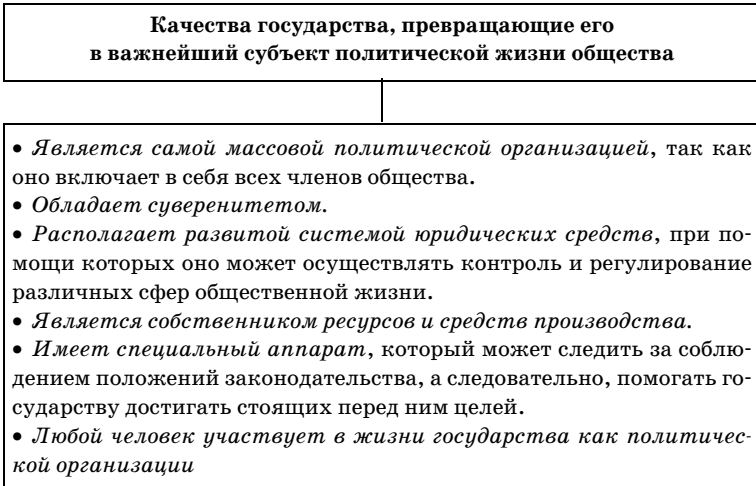 Качества государства, превращающие его
в важнейший субъект политической жизни общества
• Является самой массовой политической организацией, так как
оно включает в себя всех членов общества.
• Обладает суверенитетом.
• Располагает развитой системой юридических средств, при по-
мощи которых оно может осуществлять контроль и регулирование
различных сфер общественной жизни.
• Является собственником ресурсов и средств производства.
• Имеет специальный аппарат, который может следить за соблю-
дением положений законодательства, а следовательно, помогать го-
сударству достигать стоящих перед ним целей.
• Любой человек участвует в жизни государства как политичес-
кой организации